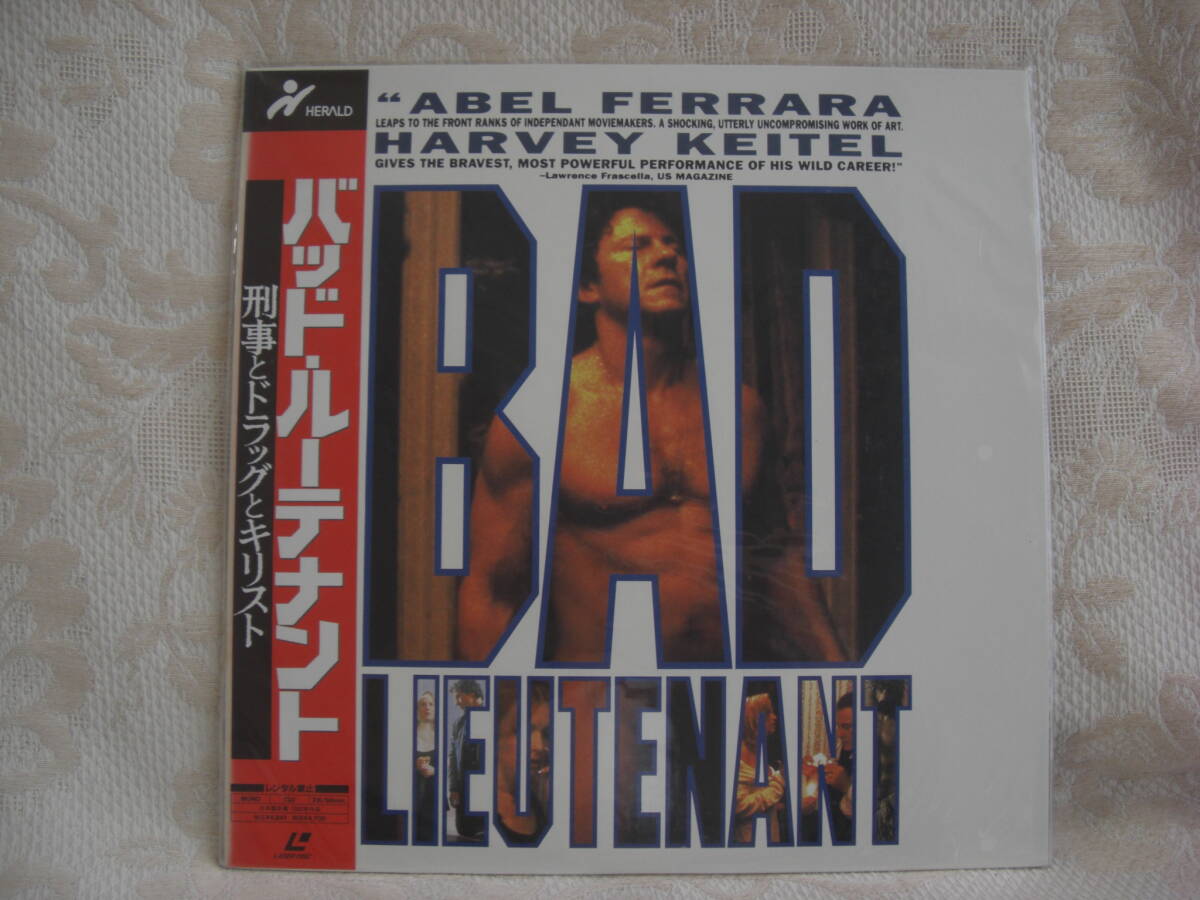 HERALD
バッド・ルーテナント
刑事とドラッグとキリスト
レンタル禁止
MONO
LASERDISC
“ABEL FERRARA
LEAPS TO THE FRONT RANKS OF INDEPENDANT MOVIEMAKERS. A SHOCKING, UTTERLY UNCOMPROMISING WORK OF ART.
HARVEY KEITEL
GIVES THE BRAVEST, MOST POWERFUL PERFORMANCE OF HIS WILD CAREER!”
–Lawrence Frascella, US MAGAZINE
BAD
LIEUTENANT